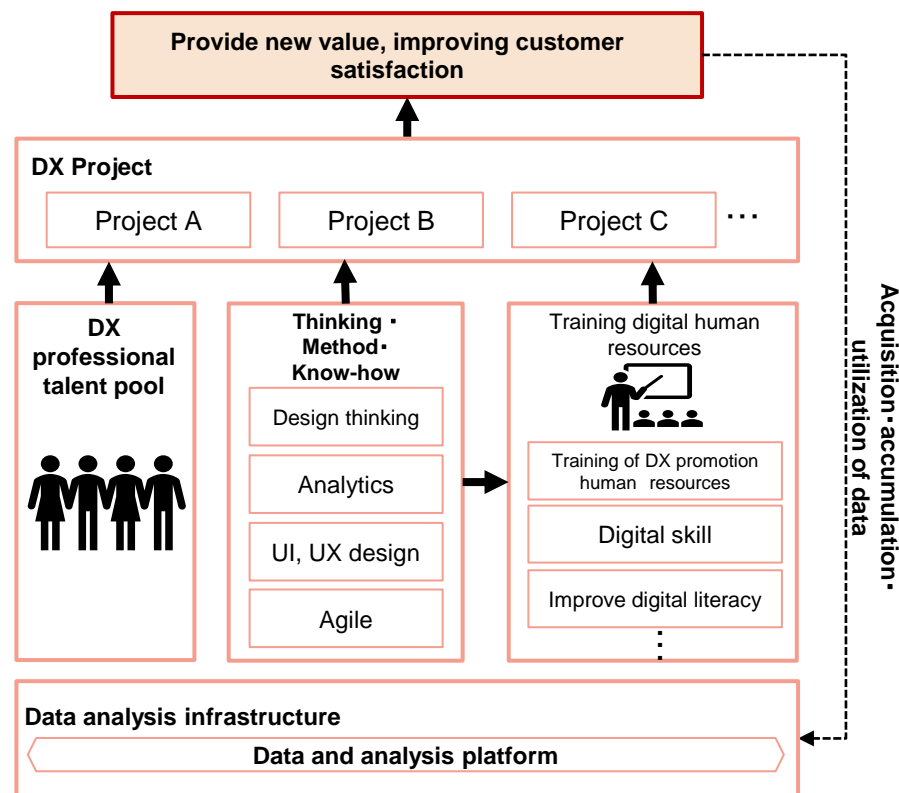 Provide new value, improving customer
satisfaction
DX Project
Project A
Project B
Project C
･･･
DX
professional
talent pool
Thinking・
Method・
Know-how
Design thinking
Analytics
UI, UX design
Agile
Training digital human
resources
Training of DX promotion
human resources
Digital skill
Improve digital literacy
⋮
Acquisition・accumulation・
utilization of data
Data analysis infrastructure
Data and analysis platform